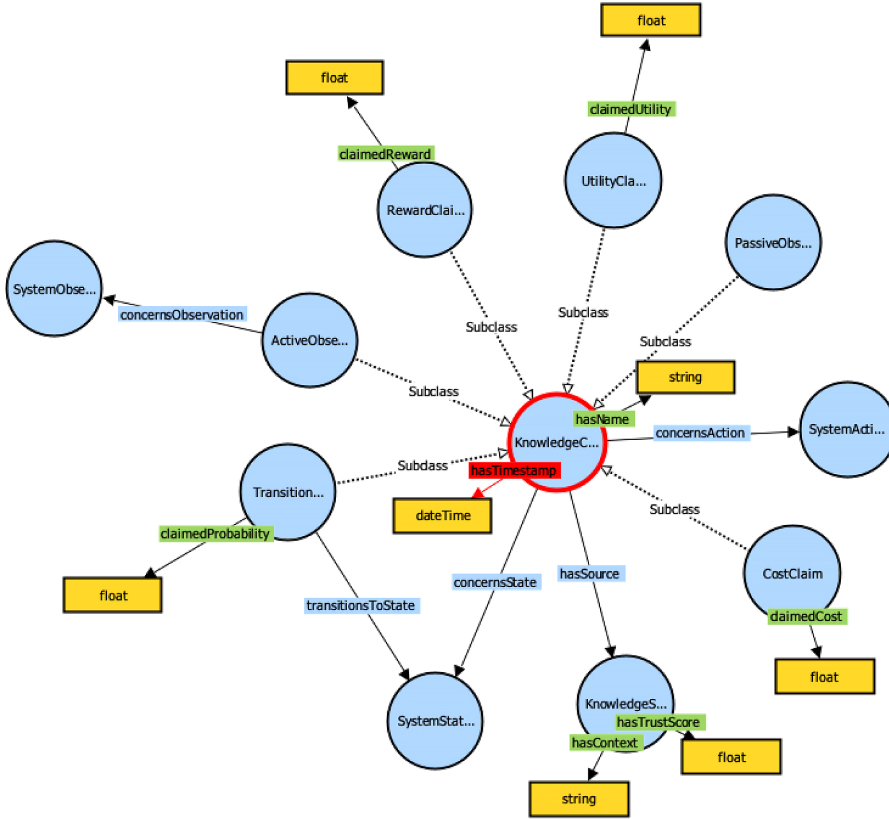 float
float
claimedUtility
claimedReward
UtilityCla...
RewardClai...
PassiveObs...
SystemObse...
concernsObservation
Subclass
Subclass
ActiveObse...
Subclass
string
Subclass
hasName
SystemActi...
concernsAction
KnowledgeC...
Subclass
hasTimestamp
Transition...
dateTime
Subclass
claimedProbability
concernsState
hasSource
CostClaim
float
transitionsToState
claimedCost
float
KnowledgeS...
SystemStat...
hasTrustScore
hasContext
float
string